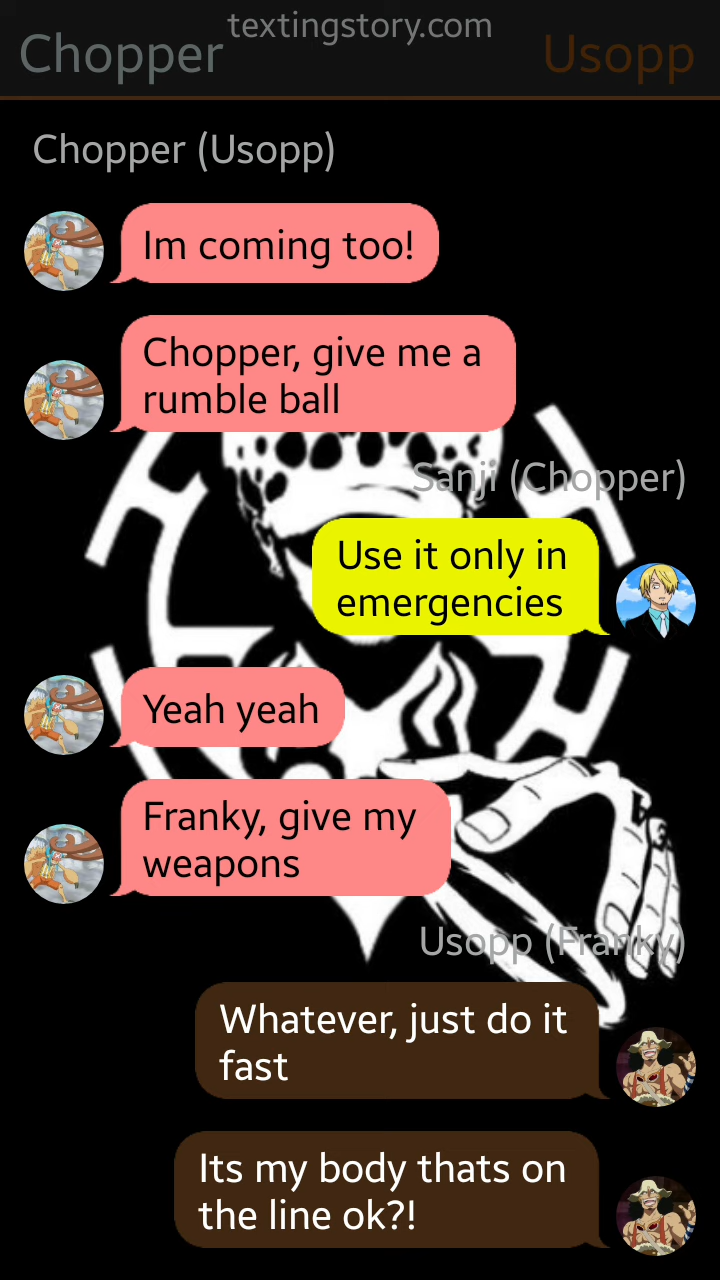 textingstory.com
Chopper
Usopp
Chopper (Usopp)
Im coming too!
Chopper, give me a
rumble ball
Sanji (Chopper)
Use it only in
emergencies
Yeah yeah
Franky, give my
weapons
Usopp (Franky)
Whatever, just do it
fast
Its my body thats on
the line ok?!